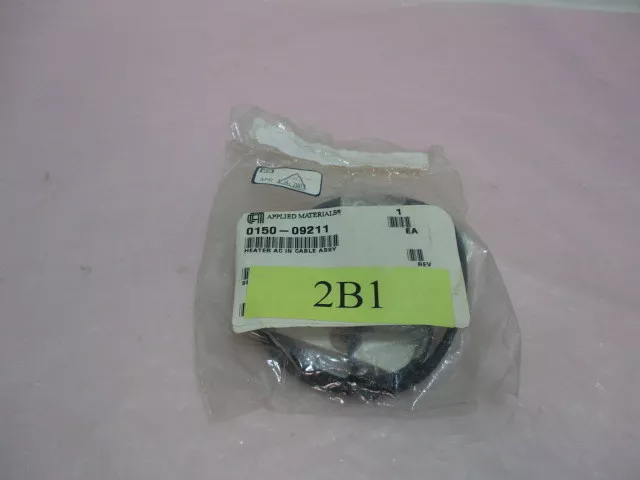 APPLIED MATERIALS®
1
0150-09211
EA
HEATER AC IN CABLE ASSY
REV
2B1